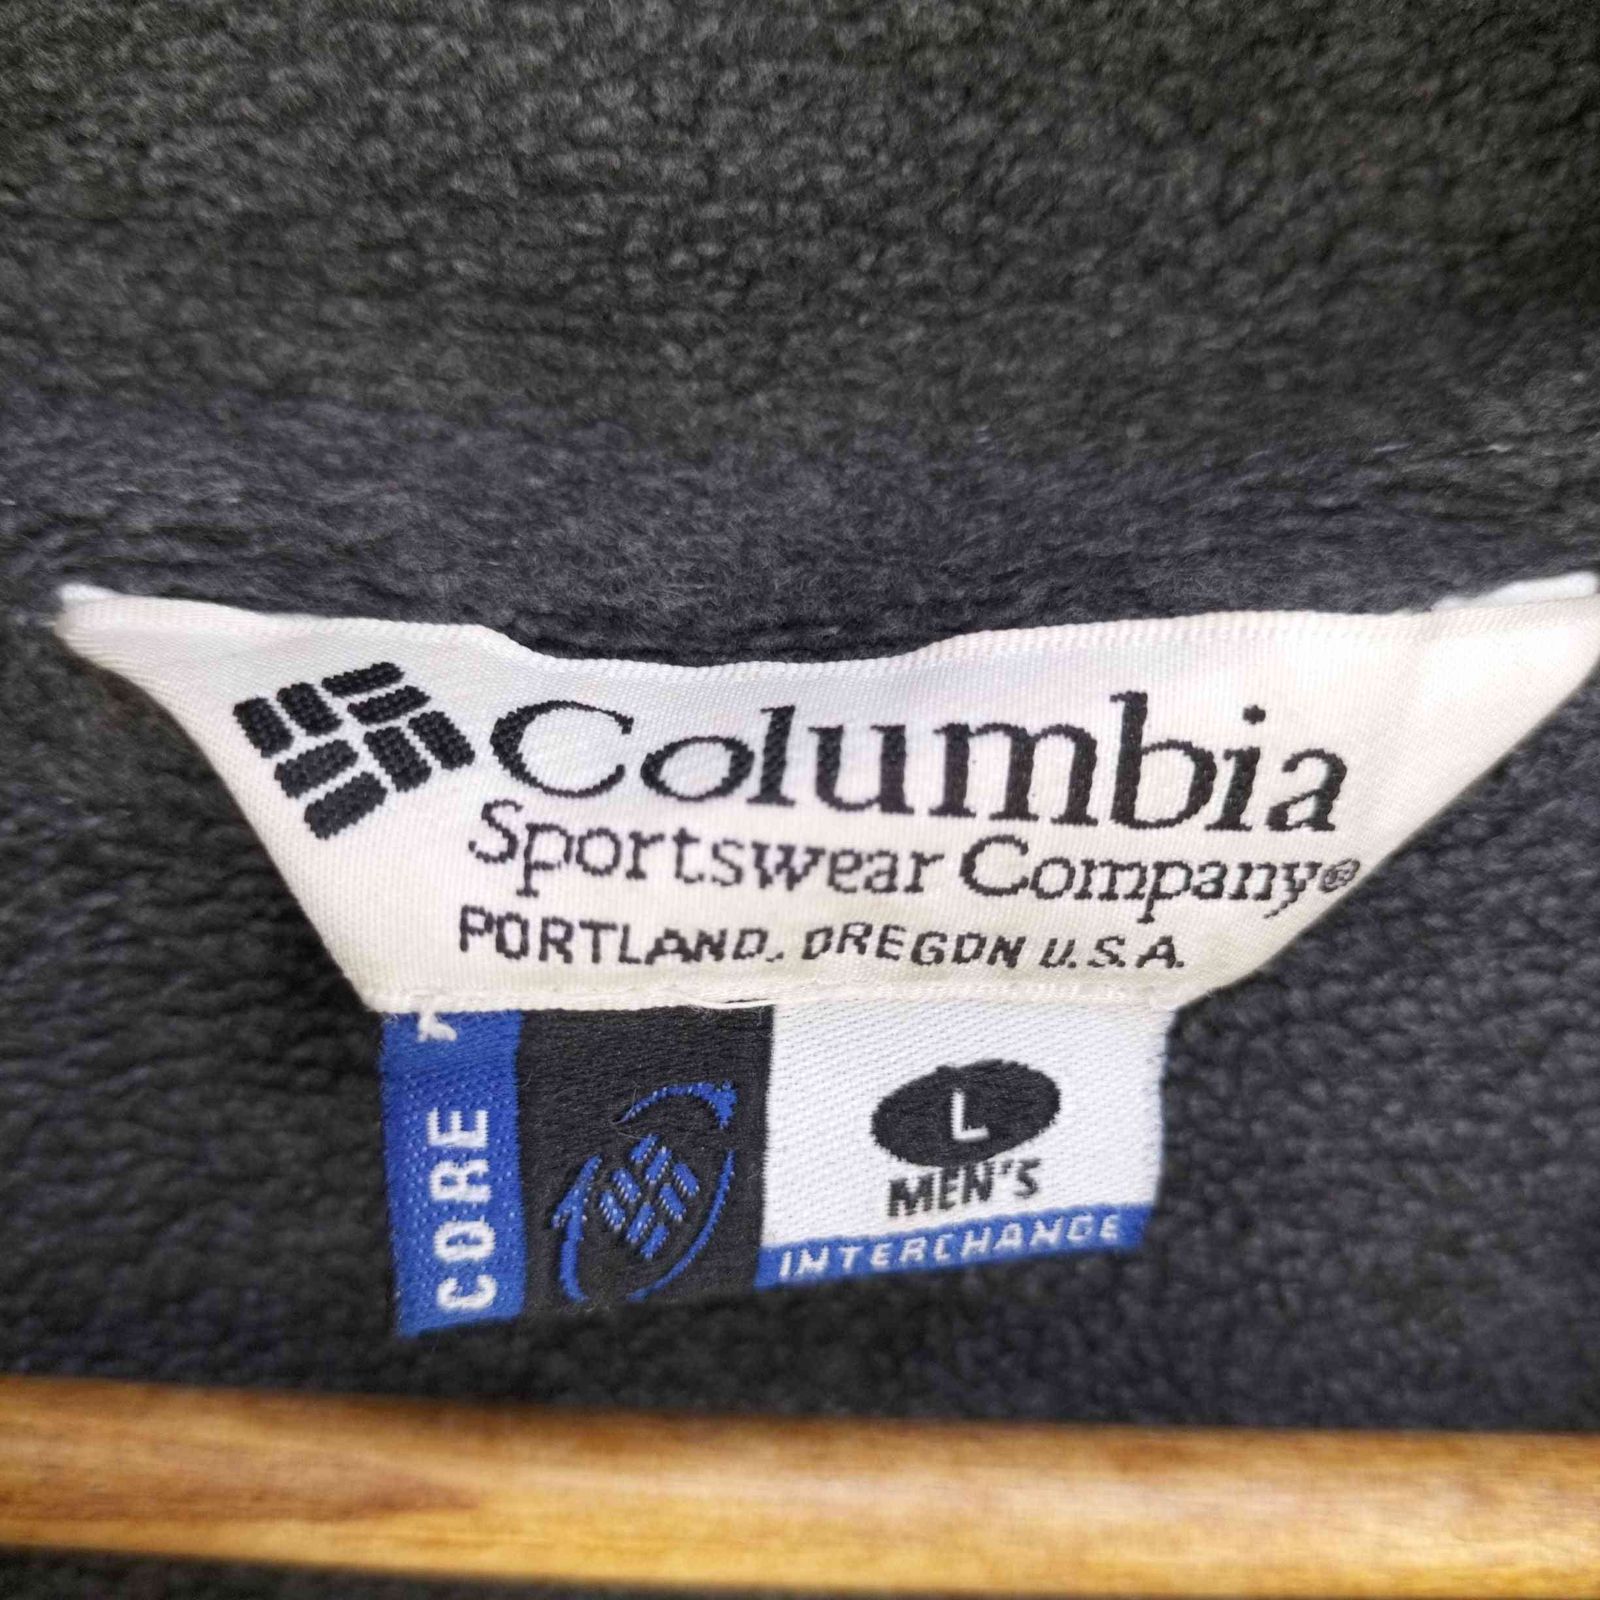 Columbia
Sportswear Company®
PORTLAND, OREGON U.S.A.
CORE
L
MEN'S
INTERCHANGE